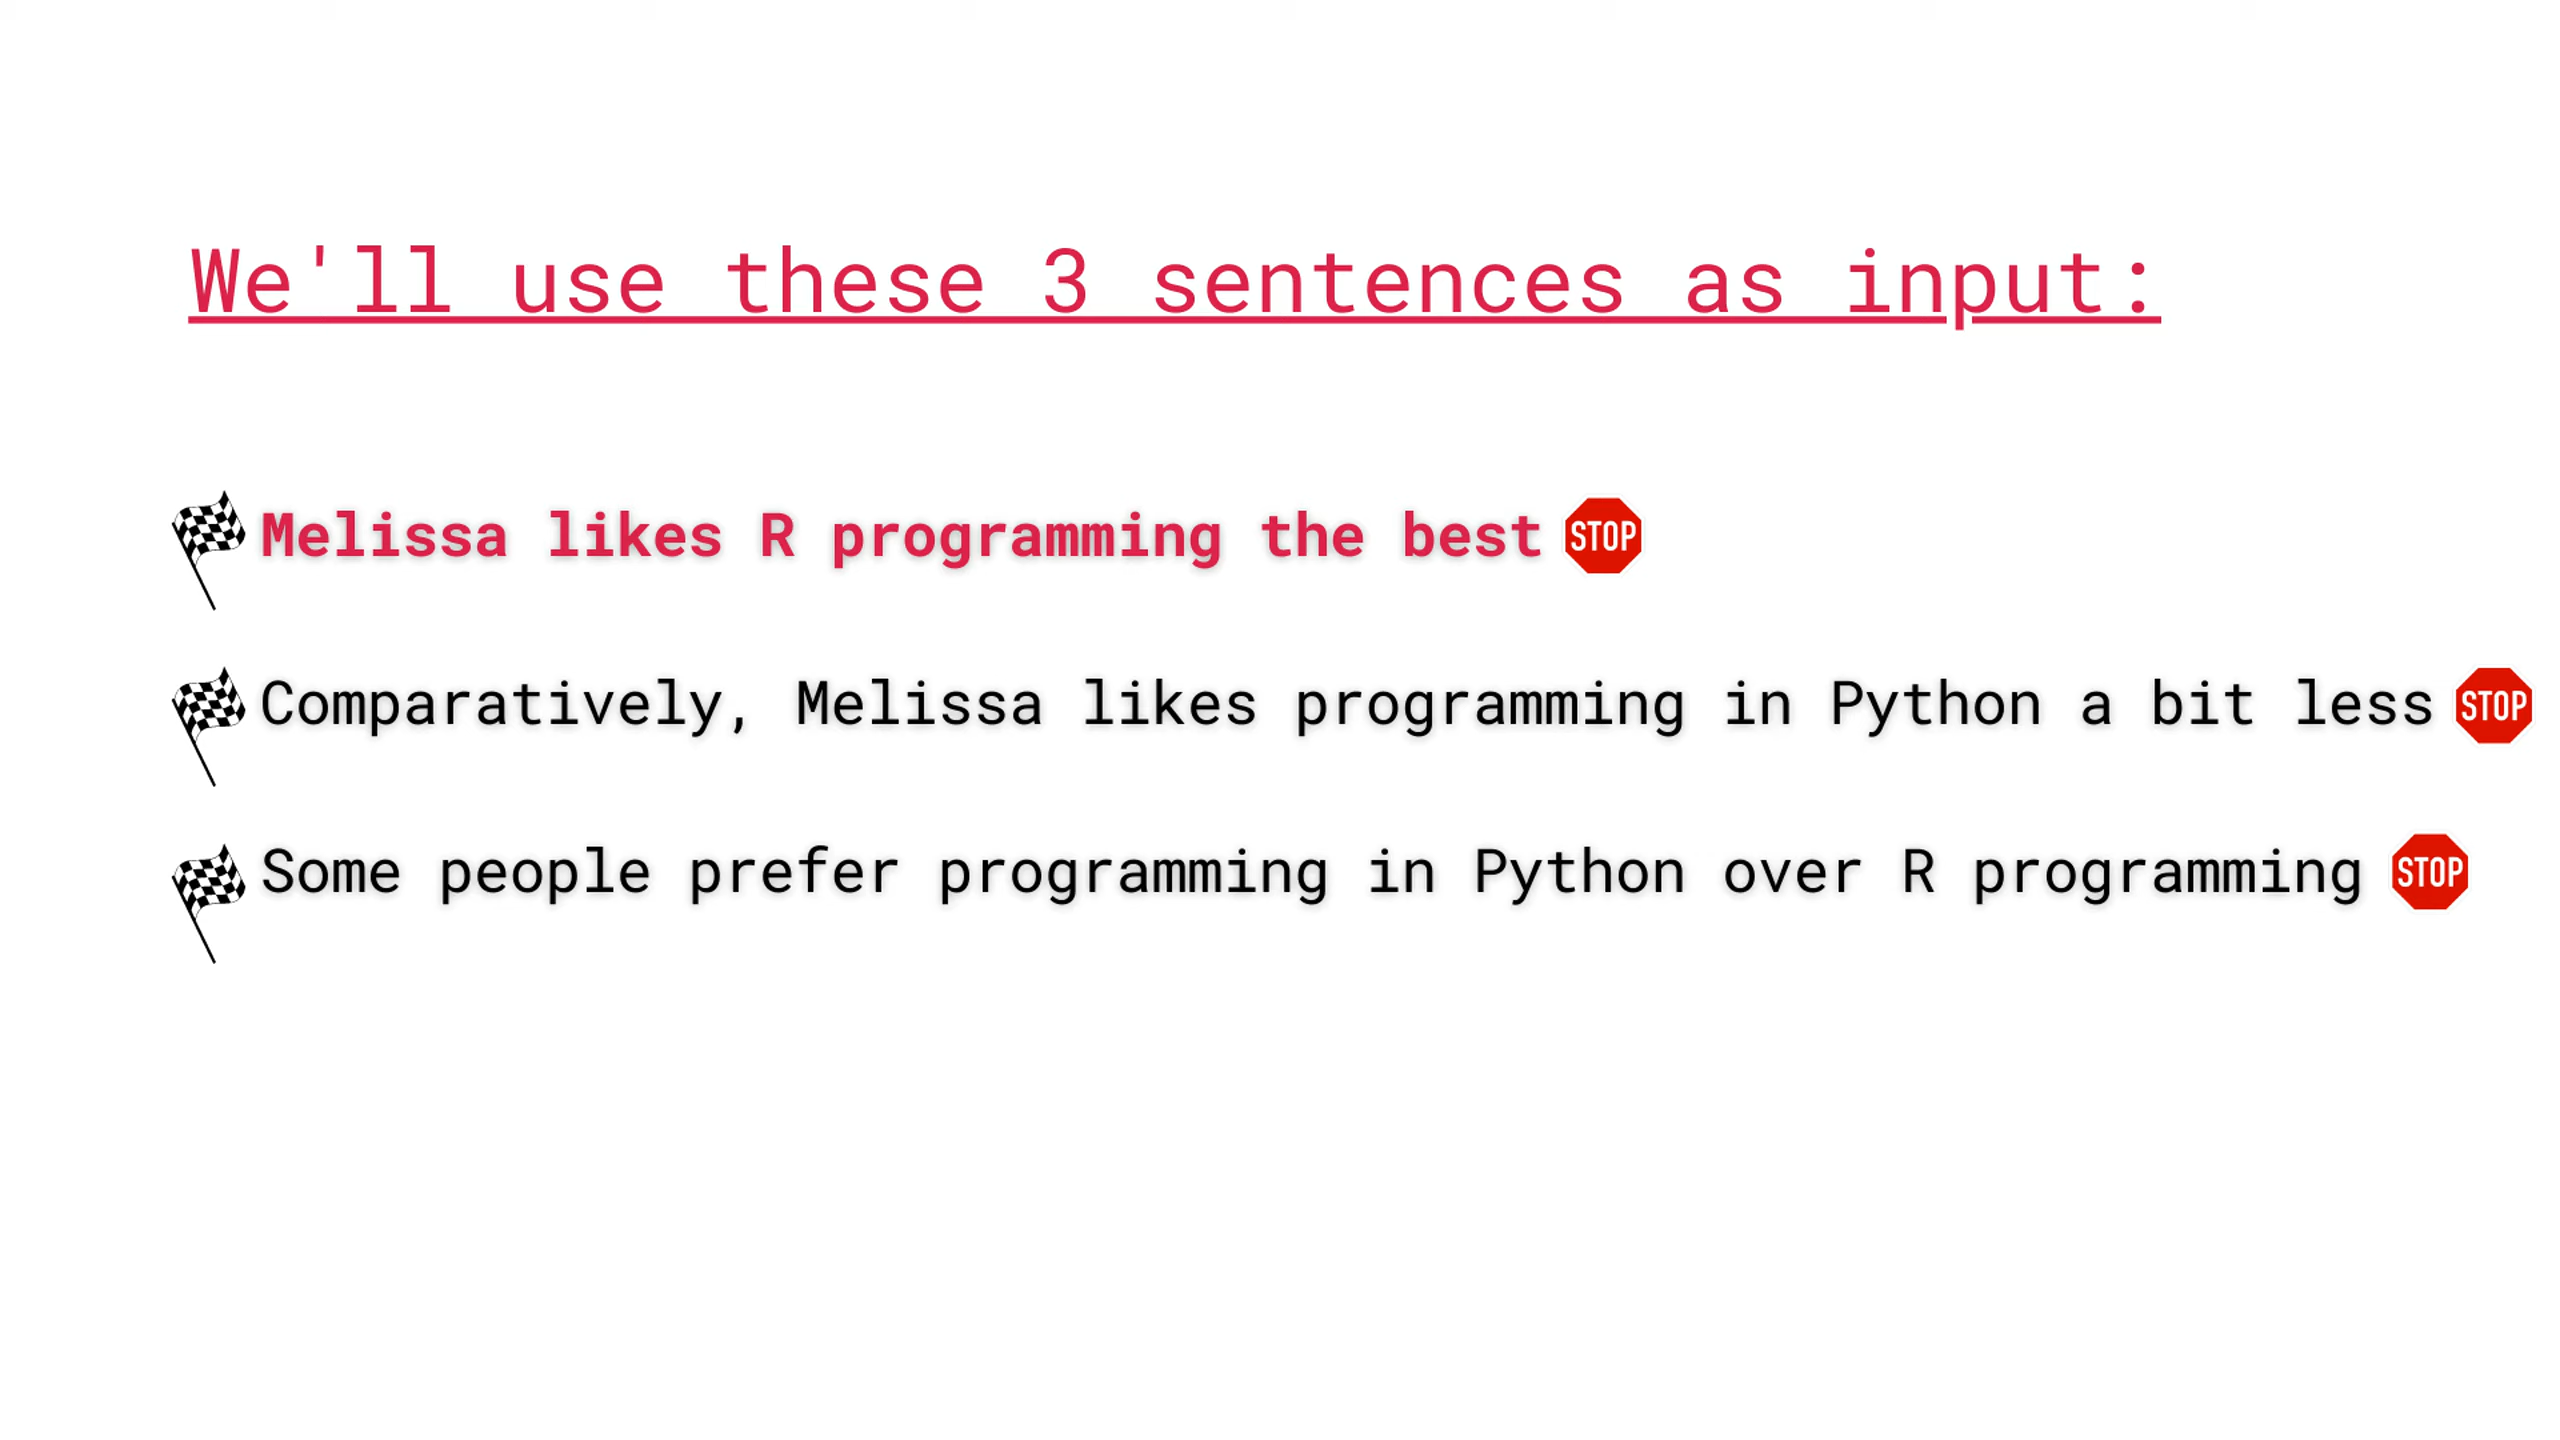 We'll use these 3 sentences as input:
Melissa likes R programming the best STOP
Comparatively, Melissa likes programming in Python a bit less STOP
Some people prefer programming in Python over R programming STOP